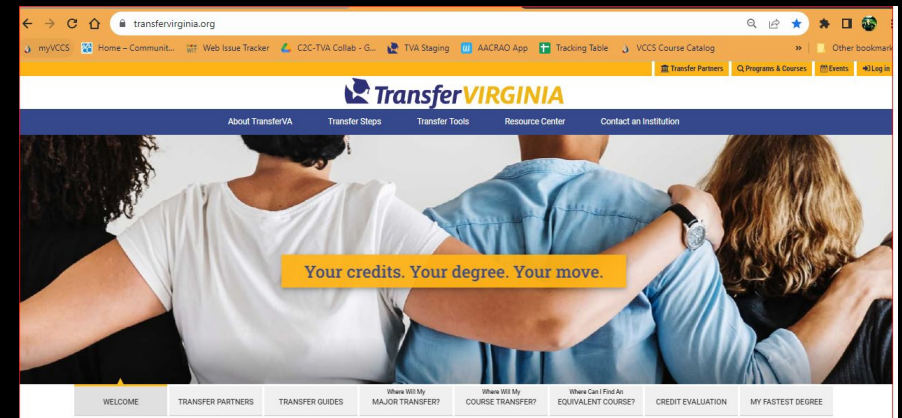 transfervirginia.org
myVCCS Home – Communit... Web Issue Tracker C2C-TVA Collab - G... TVA Staging AACRAO App Tracking Table VCCS Course Catalog » Other bookmark
Transfer Partners Programs & Courses Events Log in
TransferVIRGINIA
About TransferVA Transfer Steps Transfer Tools Resource Center Contact an Institution
Your credits. Your degree. Your move.
WELCOME
TRANSFER PARTNERS
TRANSFER GUIDES
Where Will My
MAJOR TRANSFER?
Where Will My
COURSE TRANSFER?
Where Can I Find An
EQUIVALENT COURSE?
CREDIT EVALUATION
MY FASTEST DEGREE